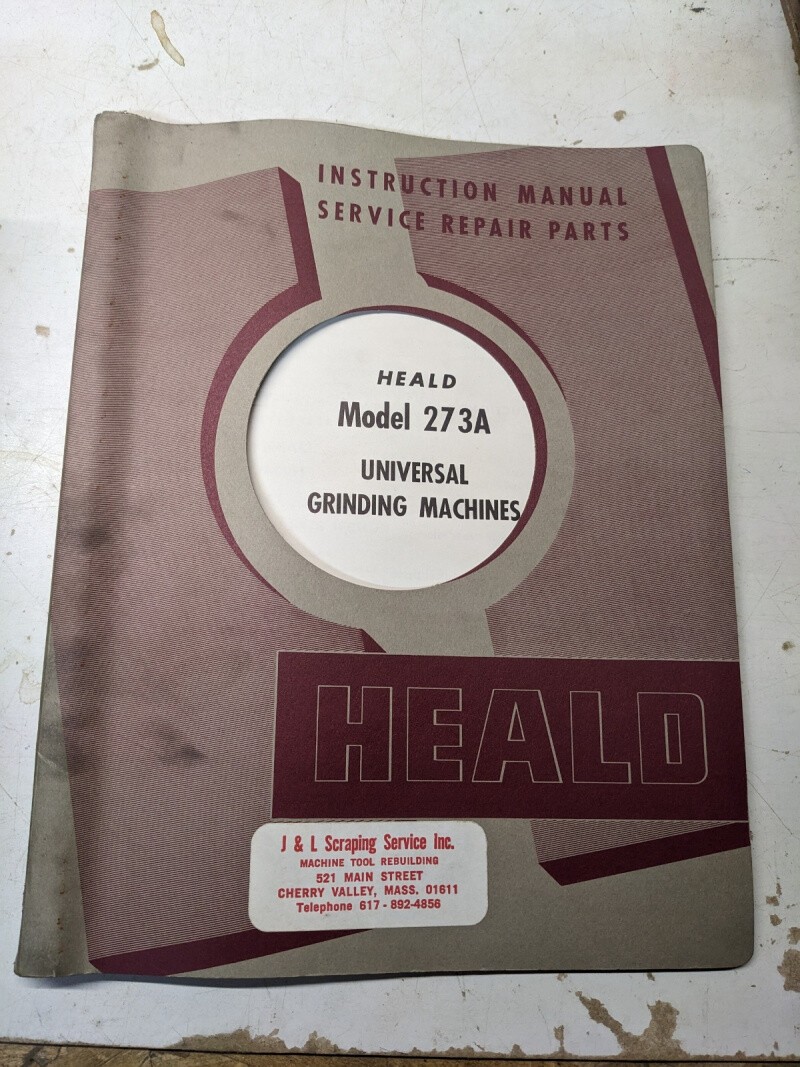 INSTRUCTION MANUAL
SERVICE REPAIR PARTS
HEALD
Model 273A
UNIVERSAL
GRINDING MACHINES
HEALD
J & L Scraping Service Inc.
MACHINE TOOL REBUILDING
521 MAIN STREET
CHERRY VALLEY, MASS. 01611
Telephone 617 - 892-4856